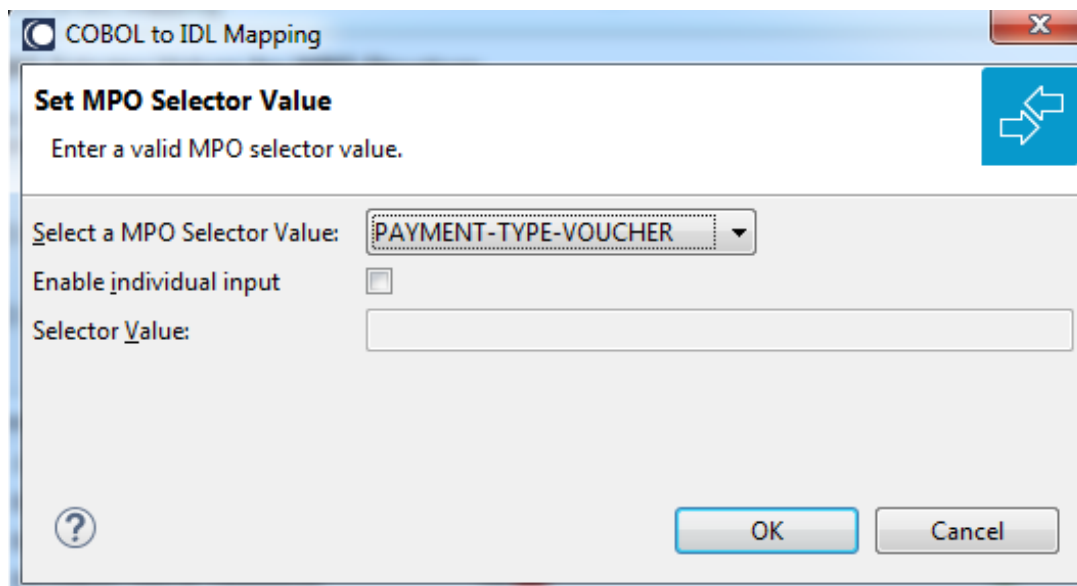 COBOL to IDL Mapping
Set MPO Selector Value
Enter a valid MPO selector value.
Select a MPO Selector Value: PAYMENT-TYPE-VOUCHER
Enable individual input
Selector Value:
OK Cancel